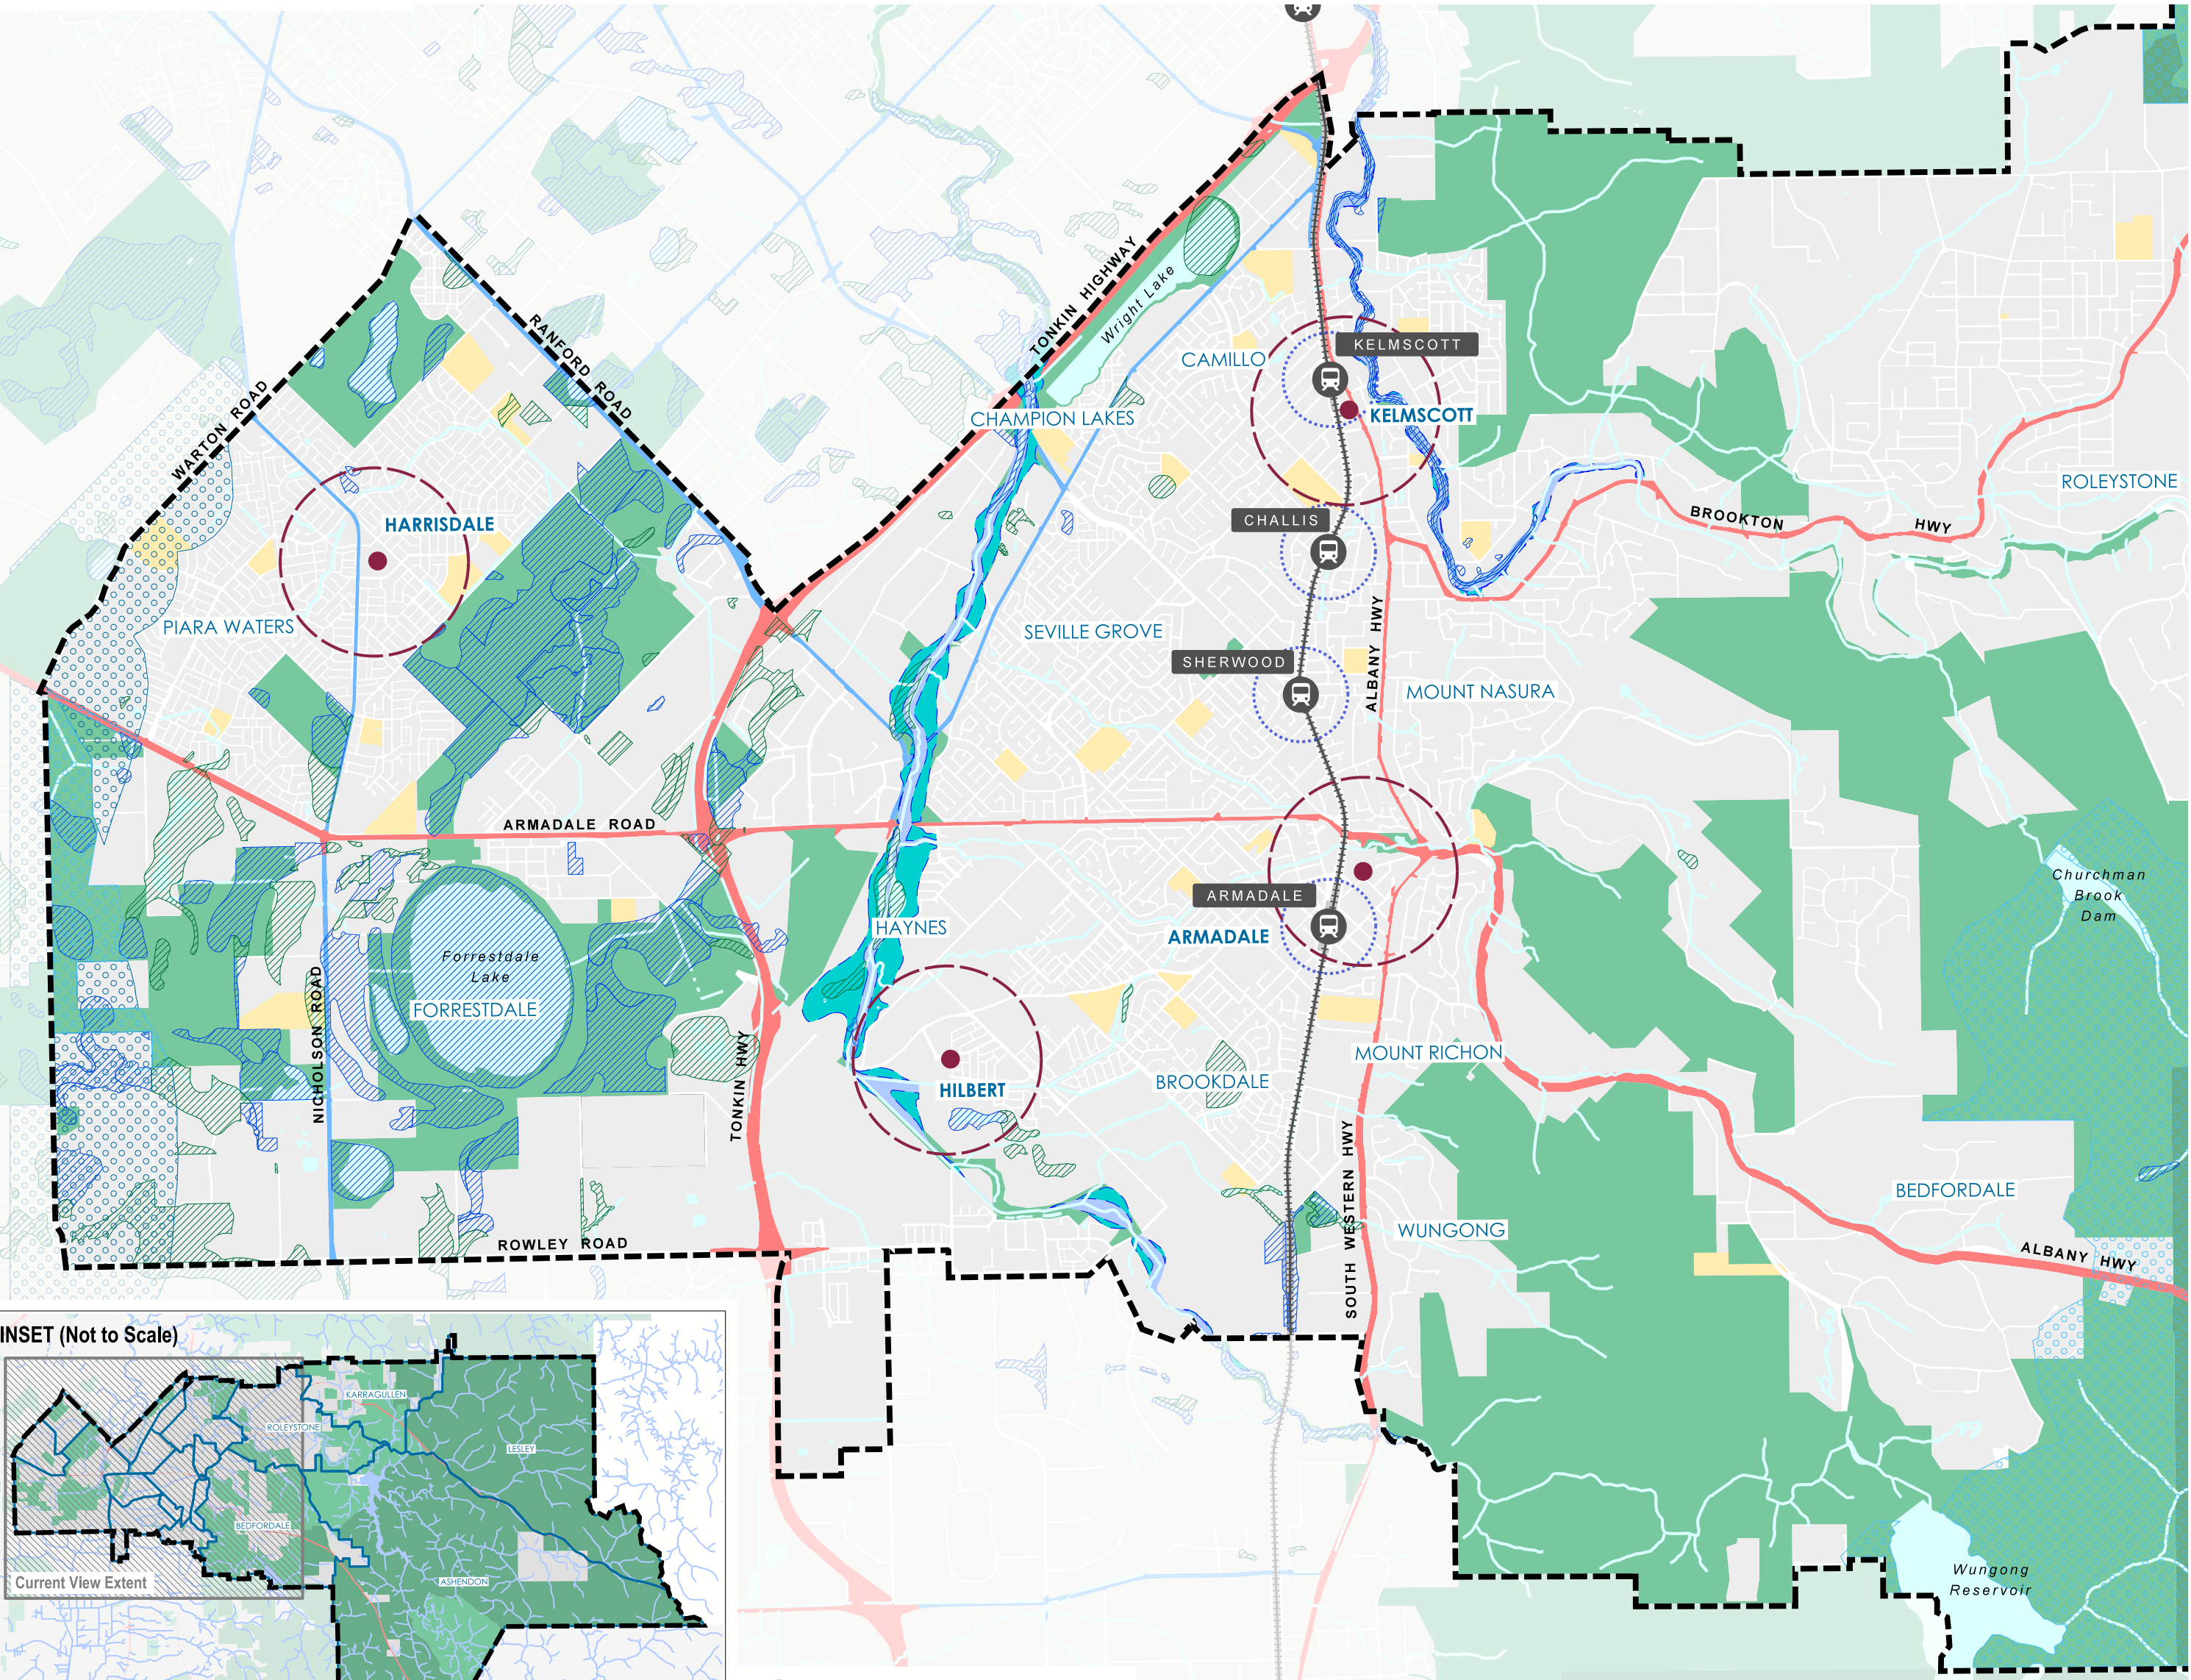 TONKIN HIGHWAY
Wright Lake
RANFORD ROAD
WARTON ROAD
CAMILLO
KELMSCOTT
KELMSCOTT
CHAMPION LAKES
ROLEYSTONE
HARRISDALE
CHALLIS
BROOKTON HWY
PIARA WATERS
SEVILLE GROVE
ALBANY HWY
SHERWOOD
MOUNT NASURA
ARMADALE ROAD
Churchman
Brook
Dam
ARMADALE
ARMADALE
HAYNES
Forrestdale
Lake
FORRESTDALE
NICHOLSON ROAD
TONKIN HWY
HILBERT
MOUNT RICHON
BROOKDALE
SOUTH WESTERN HWY
BEDFORDALE
WUNGONG
ROWLEY ROAD
ALBANY HWY
Wungong
Reservoir
INSET (Not to Scale)
KARRAGULLEN
ROLEYSTONE
LESLEY
BEDFORDALE
ASHENDON
Current View Extent